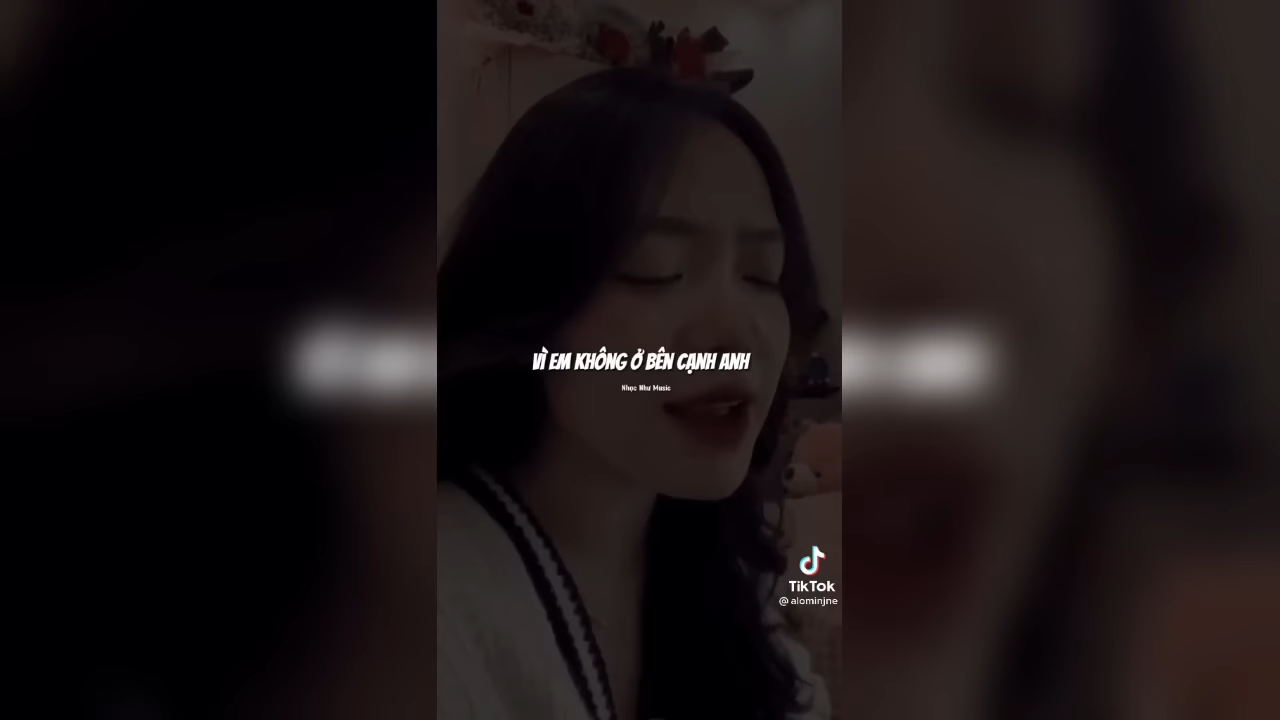 VÌ EM KHÔNG Ở BÊN CẠNH ANH
Nhạc Như Music
TikTok
@alominjne